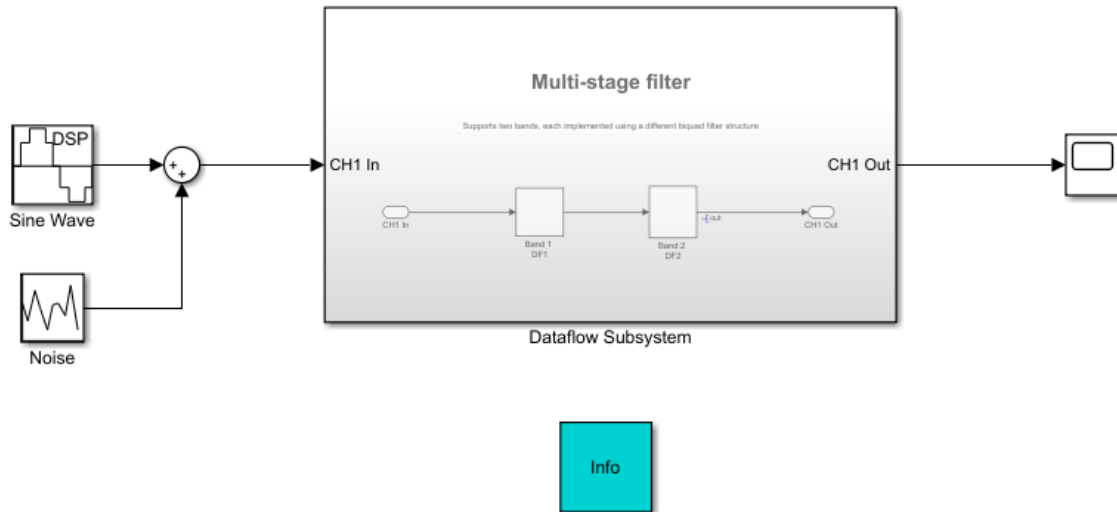 Multi-stage filter
Supports two bands, each implemented using a different biquad filter structure
DSP
Sine Wave
CH1 In
CH1 Out
CH1 In
Band 1
DF1
Band 2
DF2
out
CH1 Out
Noise
Dataflow Subsystem
Info